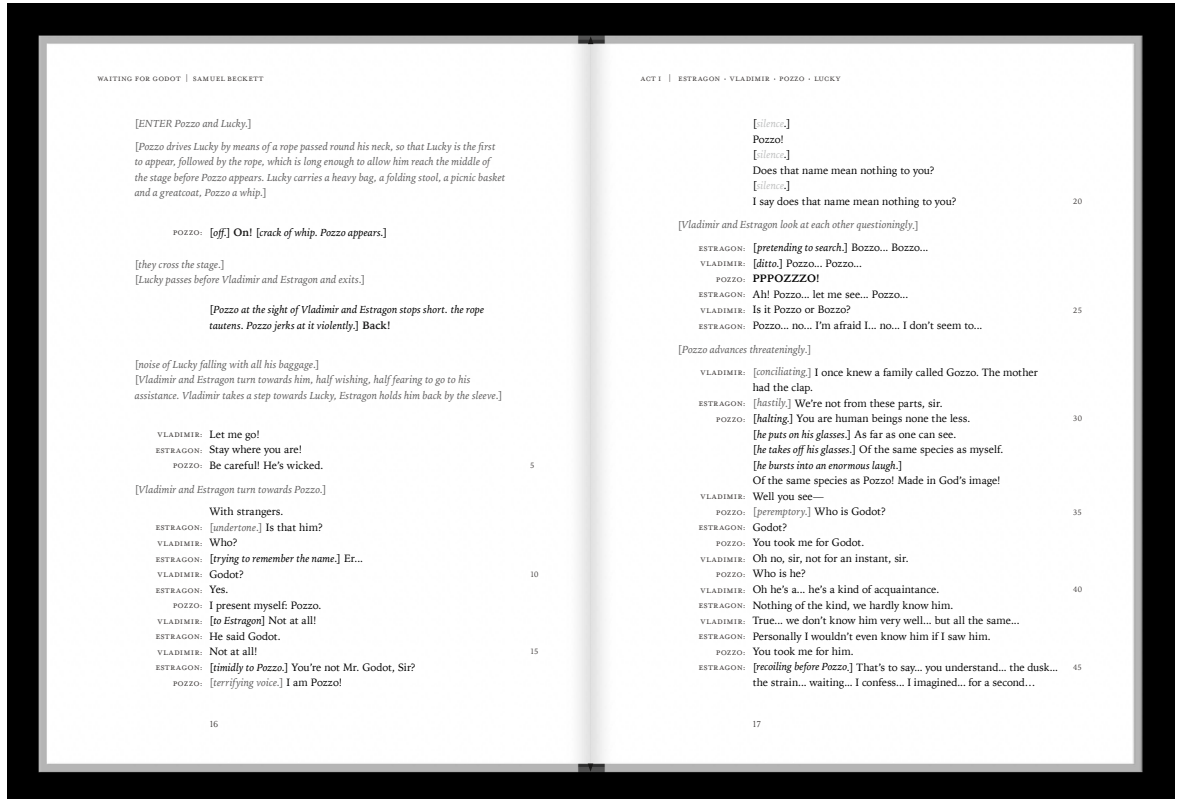 WAITING FOR GODOT | SAMUEL BECKETT
[ENTER Pozzo and Lucky.]
[Pozzo drives Lucky by means of a rope passed round his neck, so that Lucky is the first
to appear, followed by the rope, which is long enough to allow him reach the middle of
the stage before Pozzo appears. Lucky carries a heavy bag, a folding stool, a picnic basket
and a greatcoat, Pozzo a whip.]
POZZO: [off.] On! [crack of whip. Pozzo appears.]
[they cross the stage.]
[Lucky passes before Vladimir and Estragon and exits.]
[Pozzo at the sight of Vladimir and Estragon stops short. the rope
tautens. Pozzo jerks at it violently.] Back!
[noise of Lucky falling with all his baggage.]
[Vladimir and Estragon turn towards him, half wishing, half fearing to go to his
assistance. Vladimir takes a step towards Lucky, Estragon holds him back by the sleeve.]
VLADIMIR: Let me go!
ESTRAGON: Stay where you are!
POZZO: Be careful! He's wicked. 5
[Vladimir and Estragon turn towards Pozzo.]
With strangers.
ESTRAGON: [undertone.] Is that him?
VLADIMIR: Who?
ESTRAGON: [trying to remember the name.] Er...
VLADIMIR: Godot? 10
ESTRAGON: Yes.
POZZO: I present myself: Pozzo.
VLADIMIR: [to Estragon] Not at all!
ESTRAGON: He said Godot.
VLADIMIR: Not at all! 15
ESTRAGON: [timidly to Pozzo.] You're not Mr. Godot, Sir?
POZZO: [terrifying voice.] I am Pozzo!
16
ACT I | ESTRAGON · VLADIMIR · POZZO · LUCKY
[silence.]
Pozzo!
[silence.]
Does that name mean nothing to you?
[silence.]
I say does that name mean nothing to you? 20
[Vladimir and Estragon look at each other questioningly.]
ESTRAGON: [pretending to search.] Bozzo... Bozzo...
VLADIMIR: [ditto.] Pozzo... Pozzo...
POZZO: PPPOZZZO!
ESTRAGON: Ah! Pozzo... let me see... Pozzo...
VLADIMIR: Is it Pozzo or Bozzo? 25
ESTRAGON: Pozzo... no... I'm afraid I... no... I don't seem to...
[Pozzo advances threateningly.]
VLADIMIR: [conciliating.] I once knew a family called Gozzo. The mother
had the clap.
ESTRAGON: [hastily.] We're not from these parts, sir.
POZZO: [halting.] You are human beings none the less. 30
[he puts on his glasses.] As far as one can see.
[he takes off his glasses.] Of the same species as myself.
[he bursts into an enormous laugh.]
Of the same species as Pozzo! Made in God's image!
VLADIMIR: Well you see—
POZZO: [peremptory.] Who is Godot? 35
ESTRAGON: Godot?
POZZO: You took me for Godot.
VLADIMIR: Oh no, sir, not for an instant, sir.
POZZO: Who is he?
VLADIMIR: Oh he's a... he's a kind of acquaintance. 40
ESTRAGON: Nothing of the kind, we hardly know him.
VLADIMIR: True... we don't know him very well... but all the same...
ESTRAGON: Personally I wouldn't even know him if I saw him.
POZZO: You took me for him.
ESTRAGON: [recoiling before Pozzo.] That's to say... you understand... the dusk... 45
the strain... waiting... I confess... I imagined... for a second...
17